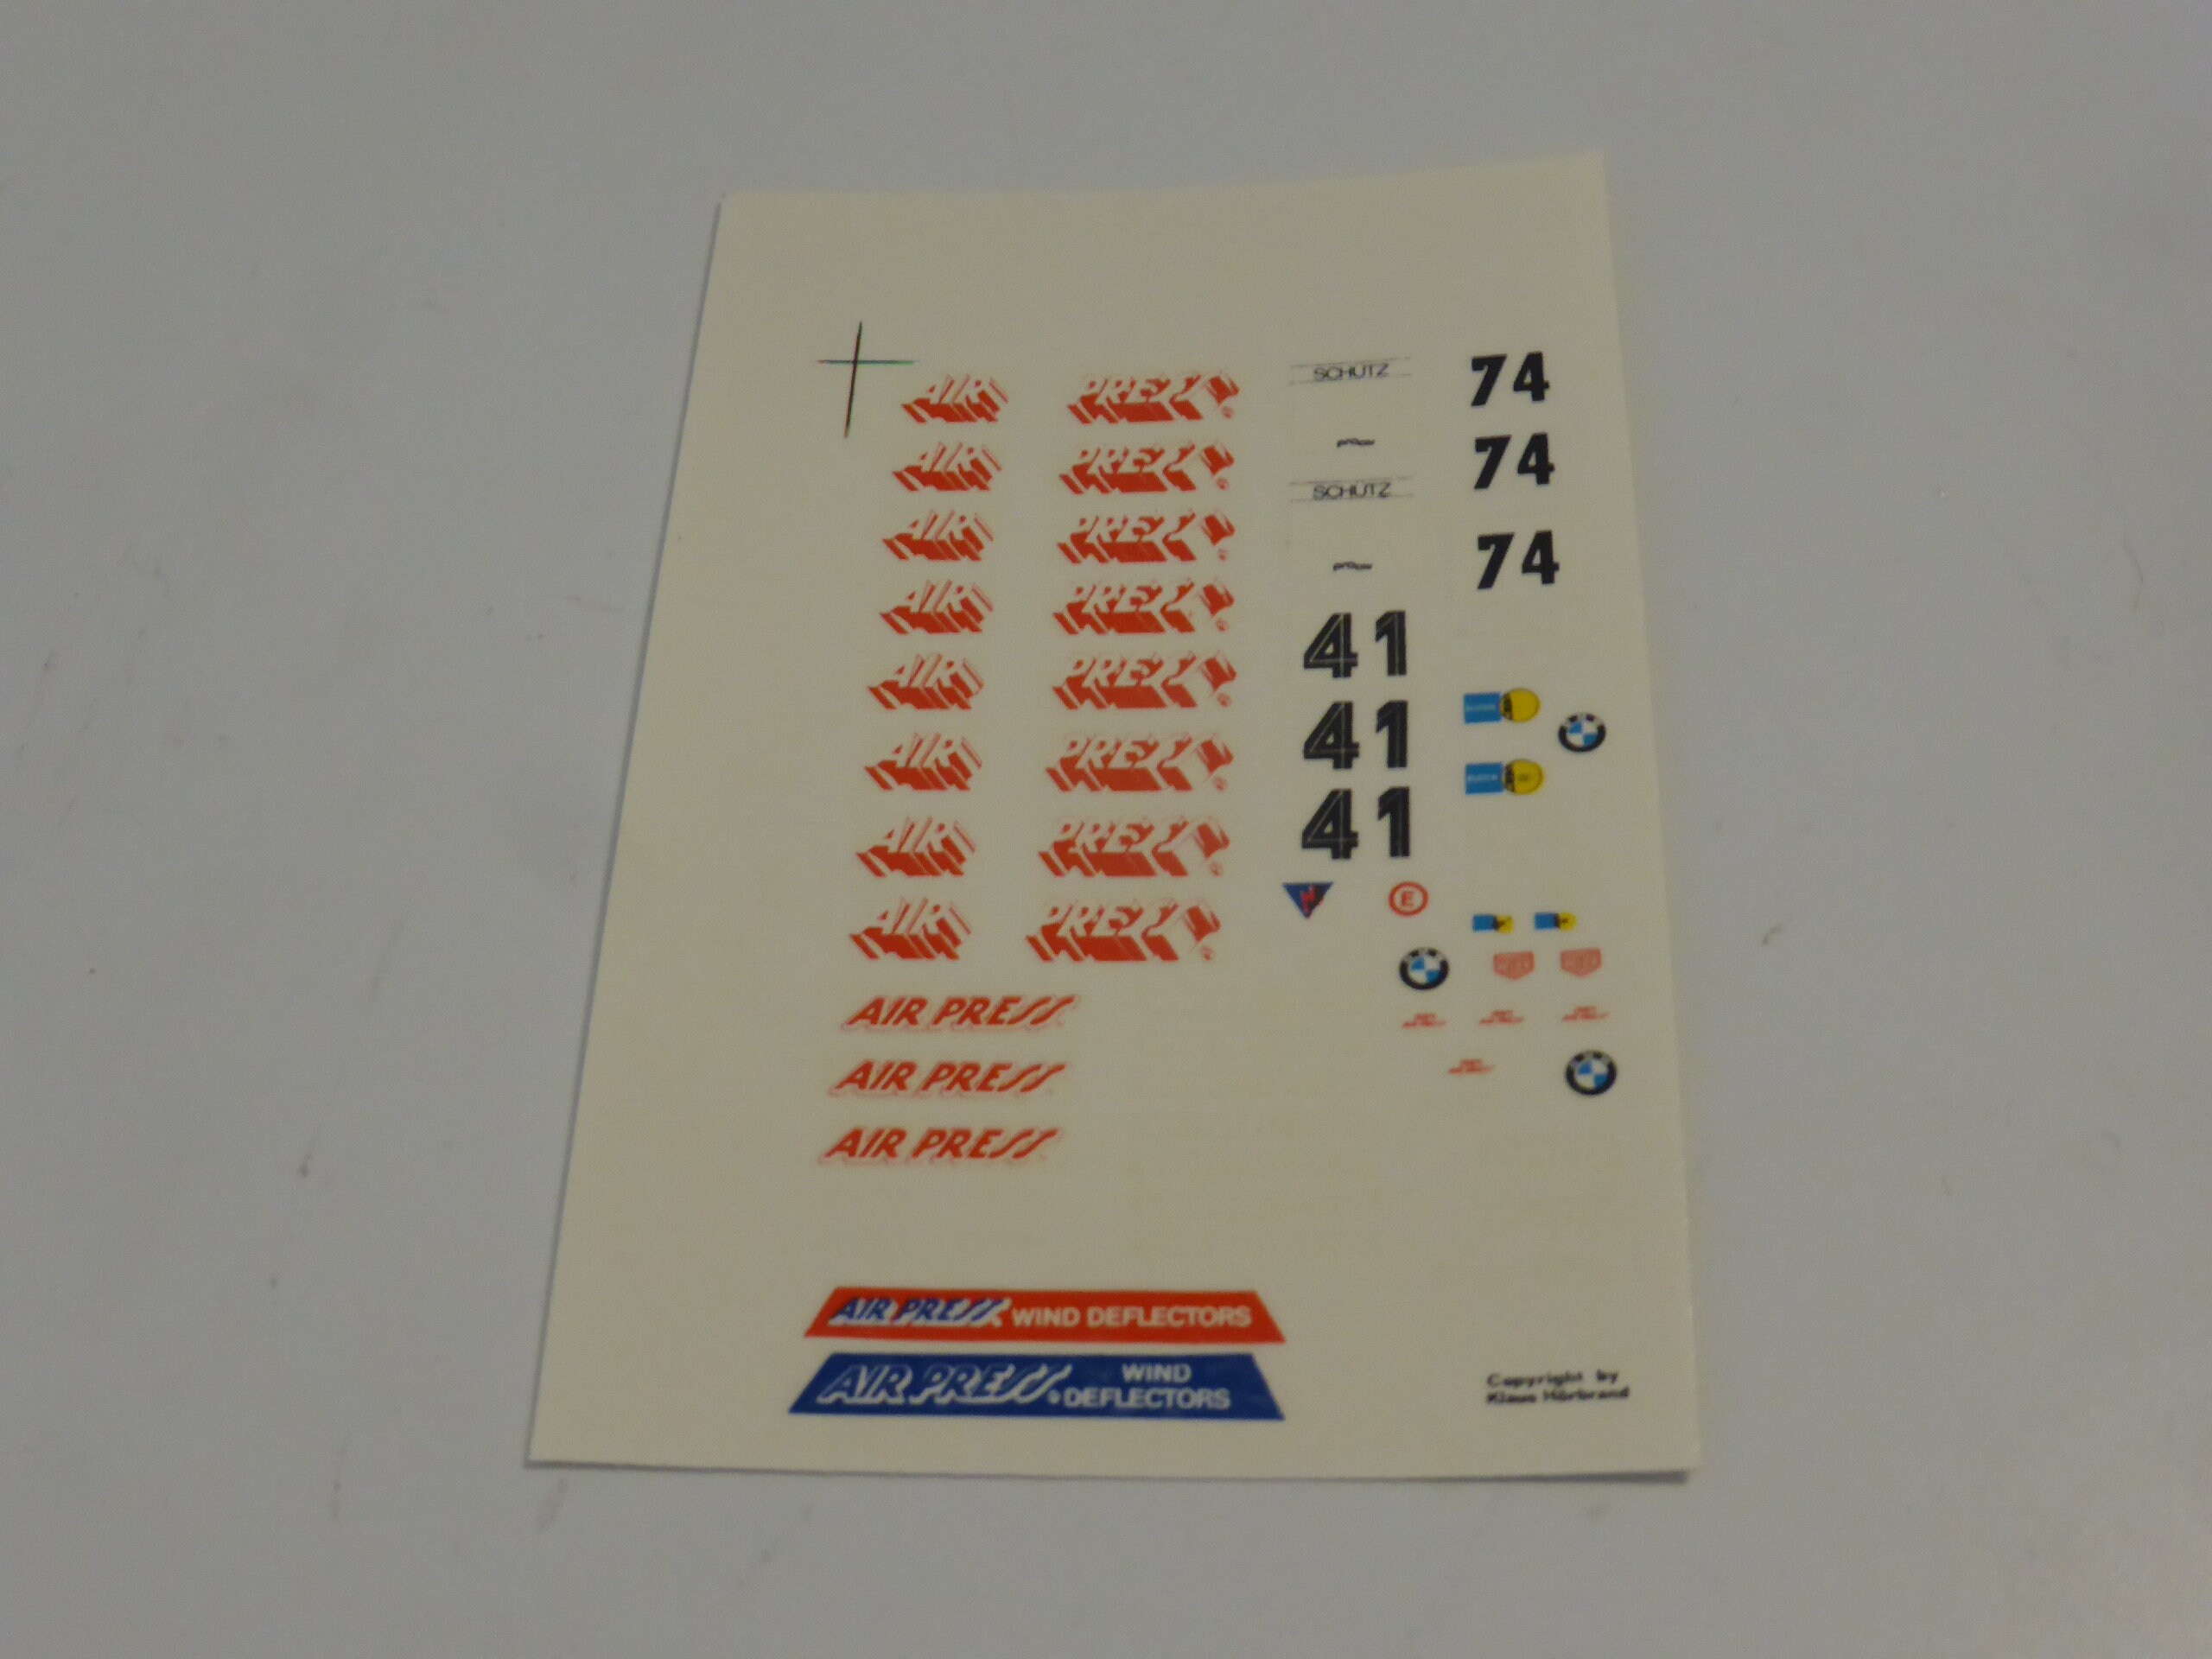 AIR PRESS SCHÜTZ 74
AIR PRESS procar 74
AIR PRESS SCHÜTZ
AIR PRESS procar 74
AIR PRESS 41
AIR PRESS 41
AIR PRESS 41
AIR PRESS E
AIR PRESS
AIR PRESS
AIR PRESS
AIR PRESS WIND DEFLECTORS
AIR PRESS WIND
DEFLECTORS
Copyright by
Klaus Hörbrand